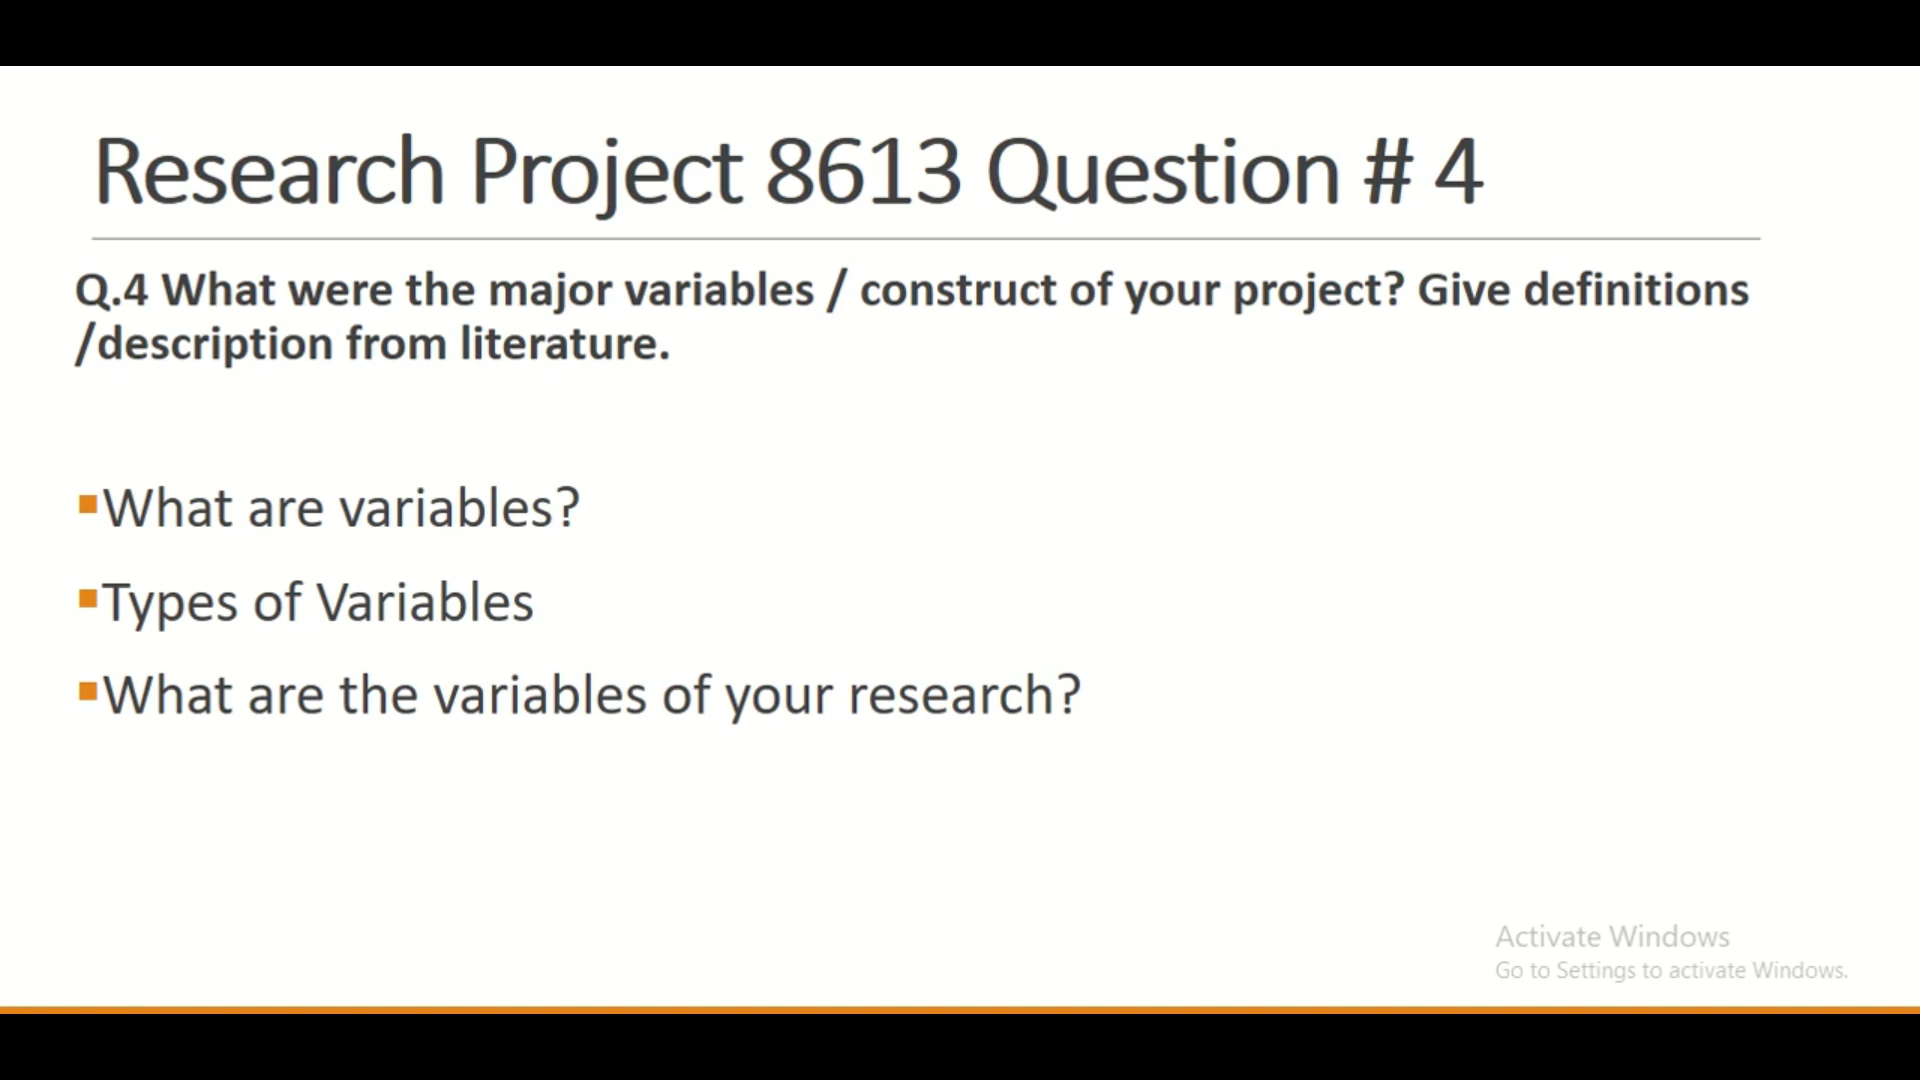 Research Project 8613 Question # 4
Q.4 What were the major variables / construct of your project? Give definitions
/description from literature.
What are variables?
Types of Variables
What are the variables of your research?
Activate Windows
Go to Settings to activate Windows.